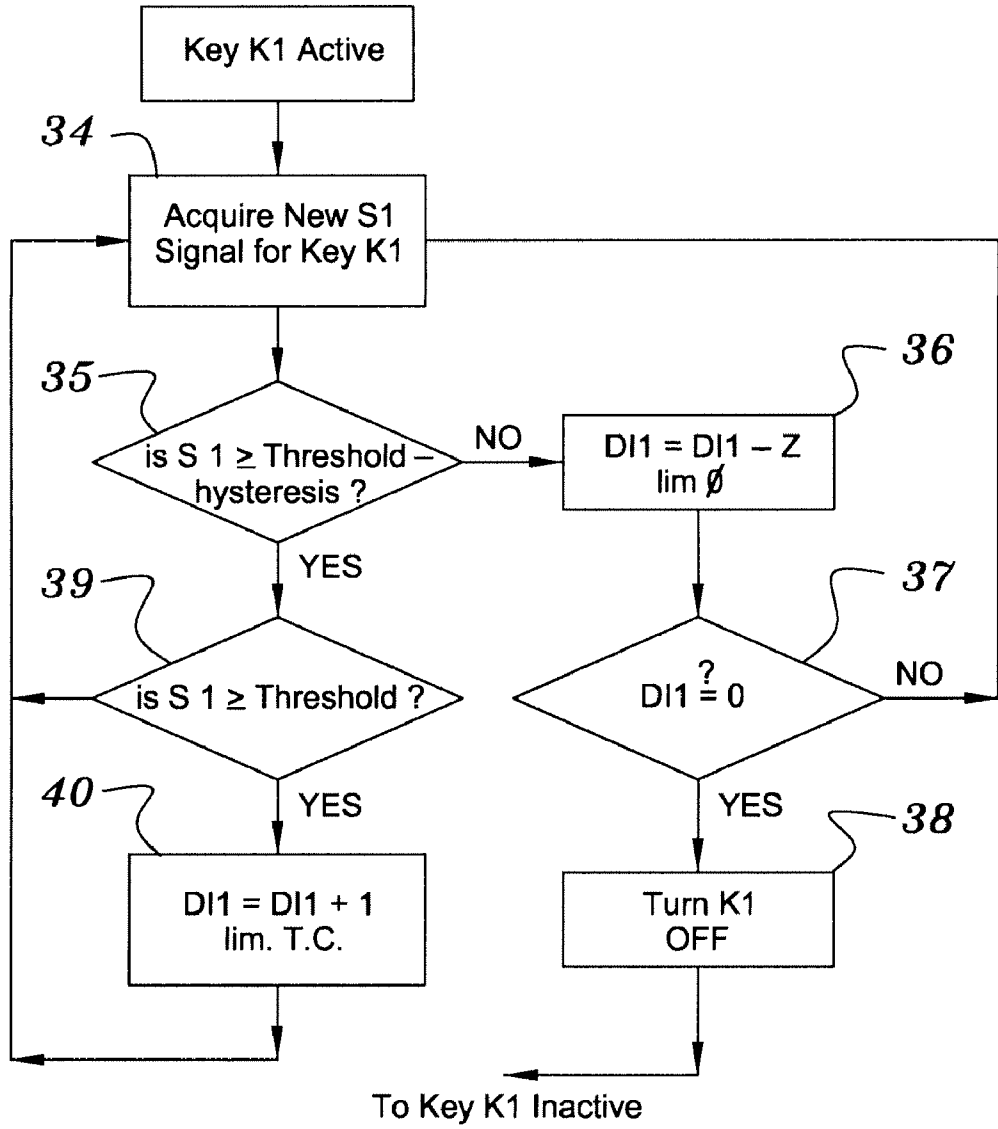 Key K1 Active
34
Acquire New S1
Signal for Key K1
35
is S 1 ≥ Threshold –
hysteresis ?
NO
36
DI1 = DI1 – Z
lim ∅
YES
39
is S 1 ≥ Threshold ?
37
?
DI1 = 0
NO
YES
40
DI1 = DI1 + 1
lim. T.C.
YES
38
Turn K1
OFF
To Key K1 Inactive